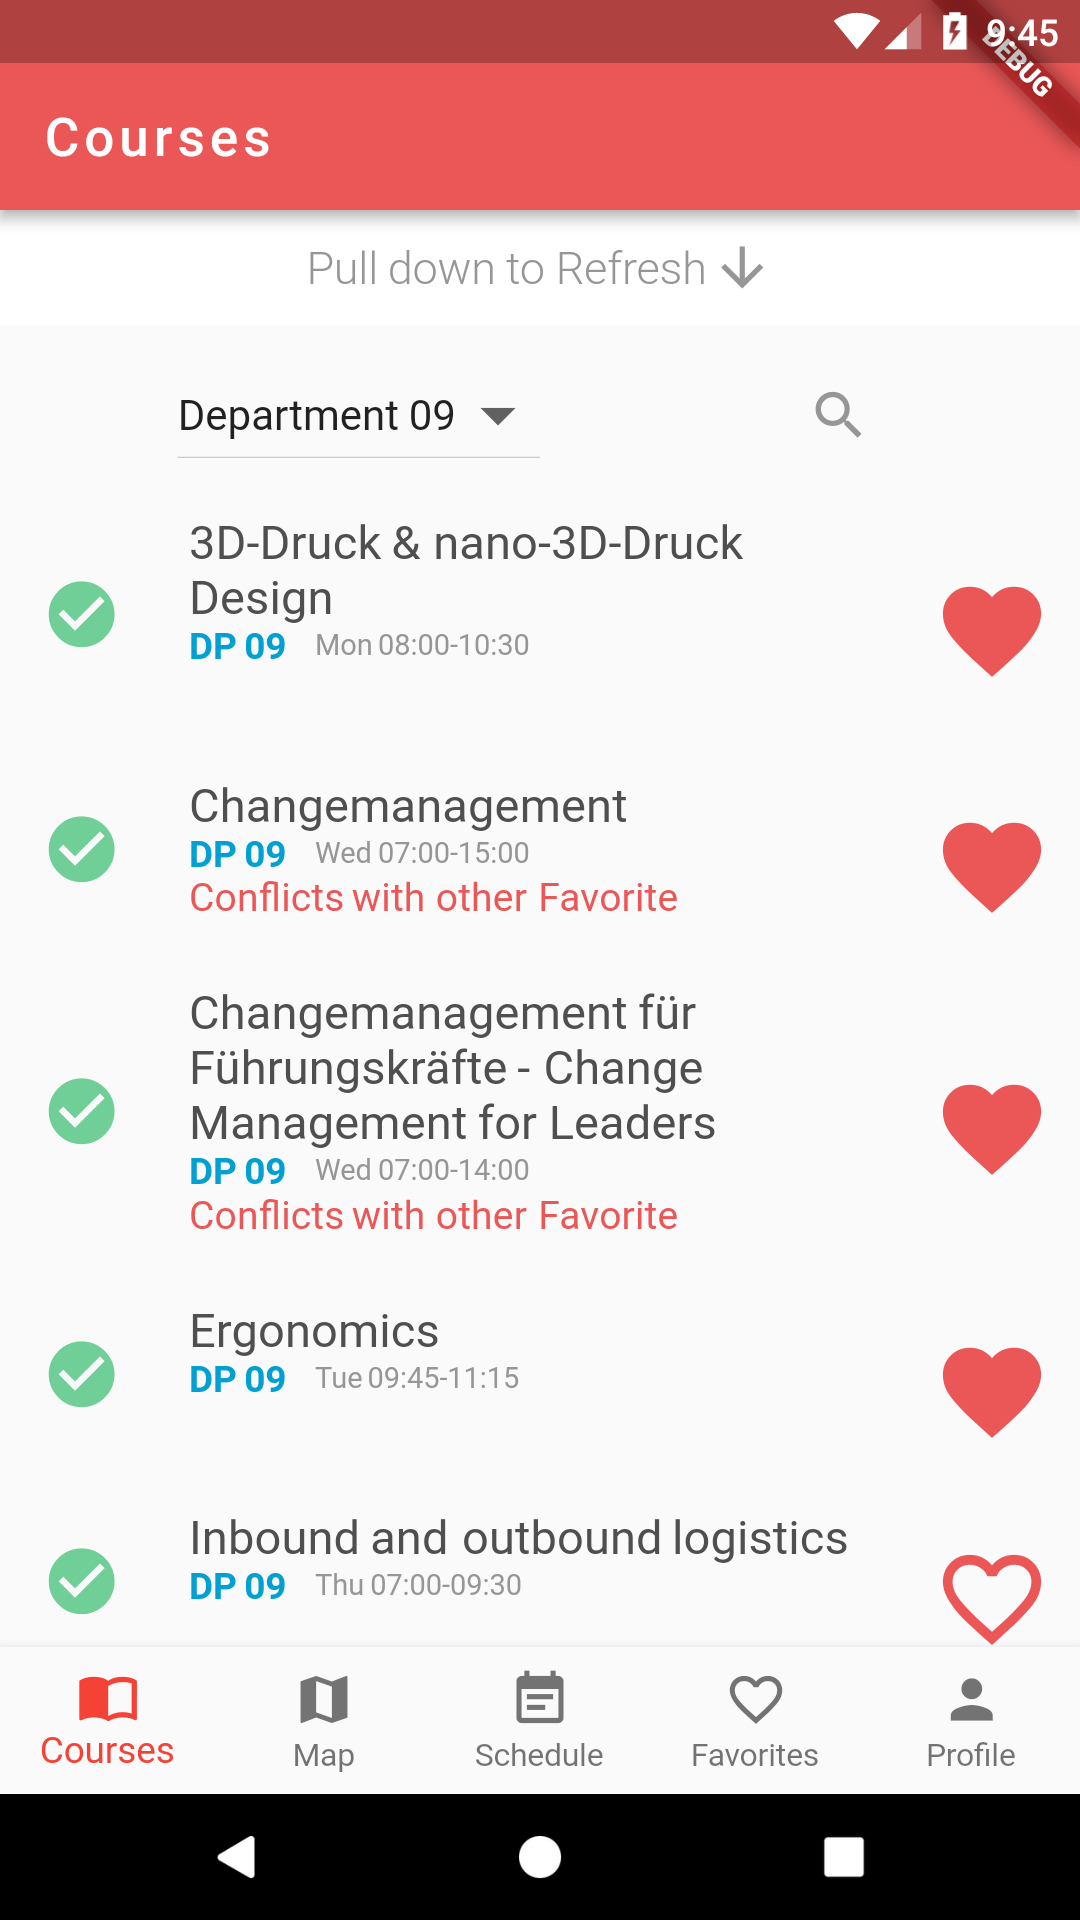 9:45
DEBUG
Courses
Pull down to Refresh
Department 09
3D-Druck & nano-3D-Druck
Design
DP 09 Mon 08:00-10:30
Changemanagement
DP 09 Wed 07:00-15:00
Conflicts with other Favorite
Changemanagement für
Führungskräfte - Change
Management for Leaders
DP 09 Wed 07:00-14:00
Conflicts with other Favorite
Ergonomics
DP 09 Tue 09:45-11:15
Inbound and outbound logistics
DP 09 Thu 07:00-09:30
Courses Map Schedule Favorites Profile